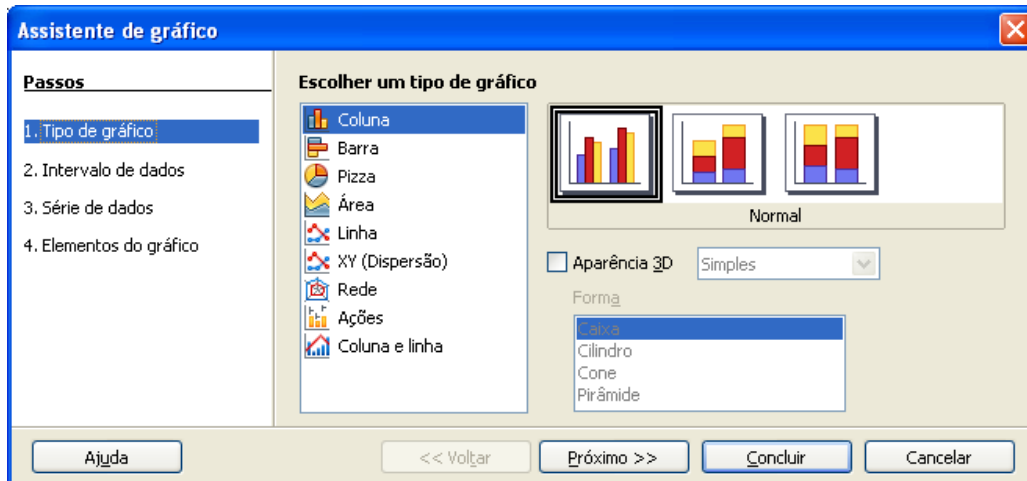 Assistente de gráfico
Passos
1. Tipo de gráfico
2. Intervalo de dados
3. Série de dados
4. Elementos do gráfico
Escolher um tipo de gráfico
Coluna
Barra
Pizza
Área
Linha
XY (Dispersão)
Rede
Ações
Coluna e linha
Normal
Aparência 3D
Simples
Forma
Caixa
Cilindro
Cone
Pirâmide
Ajuda
<< Voltar
Próximo >>
Concluir
Cancelar